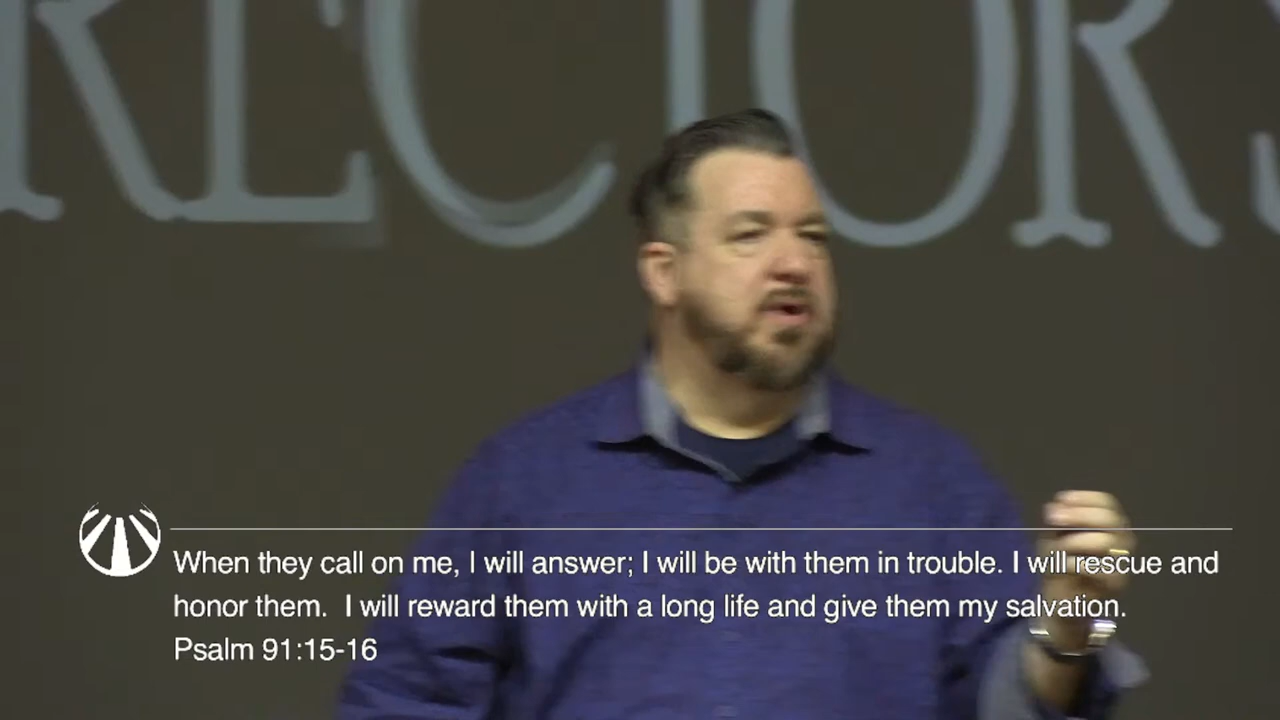 RECTORS
When they call on me, I will answer; I will be with them in trouble. I will rescue and
honor them.  I will reward them with a long life and give them my salvation.
Psalm 91:15-16